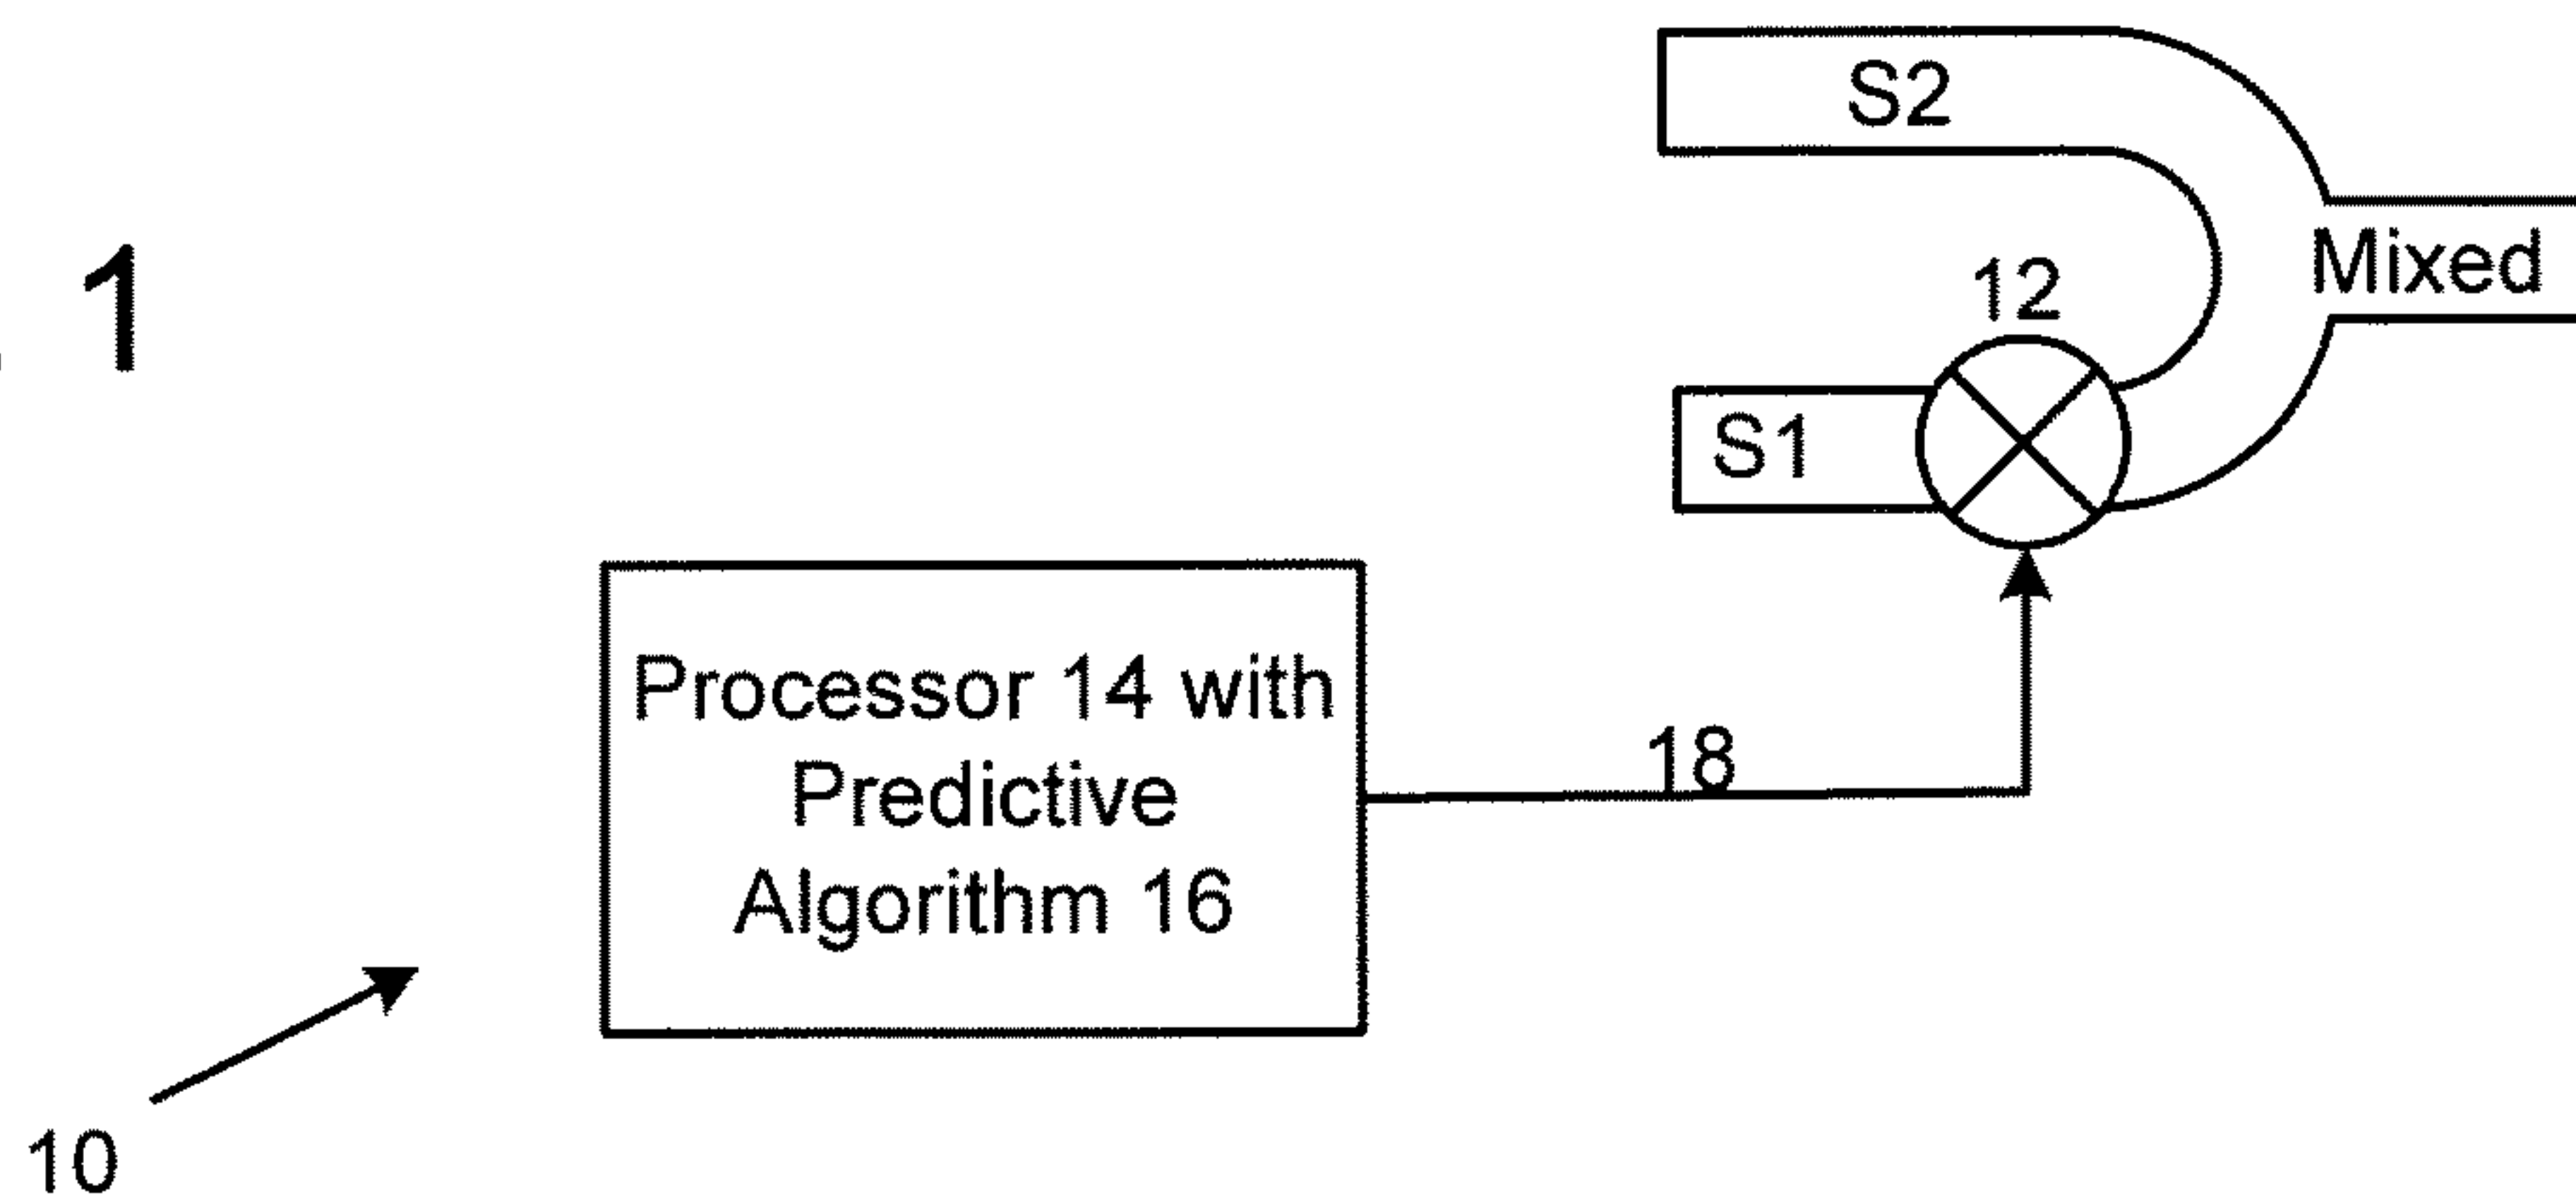 S2
1
Mixed
12
S1
Processor 14 with
Predictive
Algorithm 16
18
10